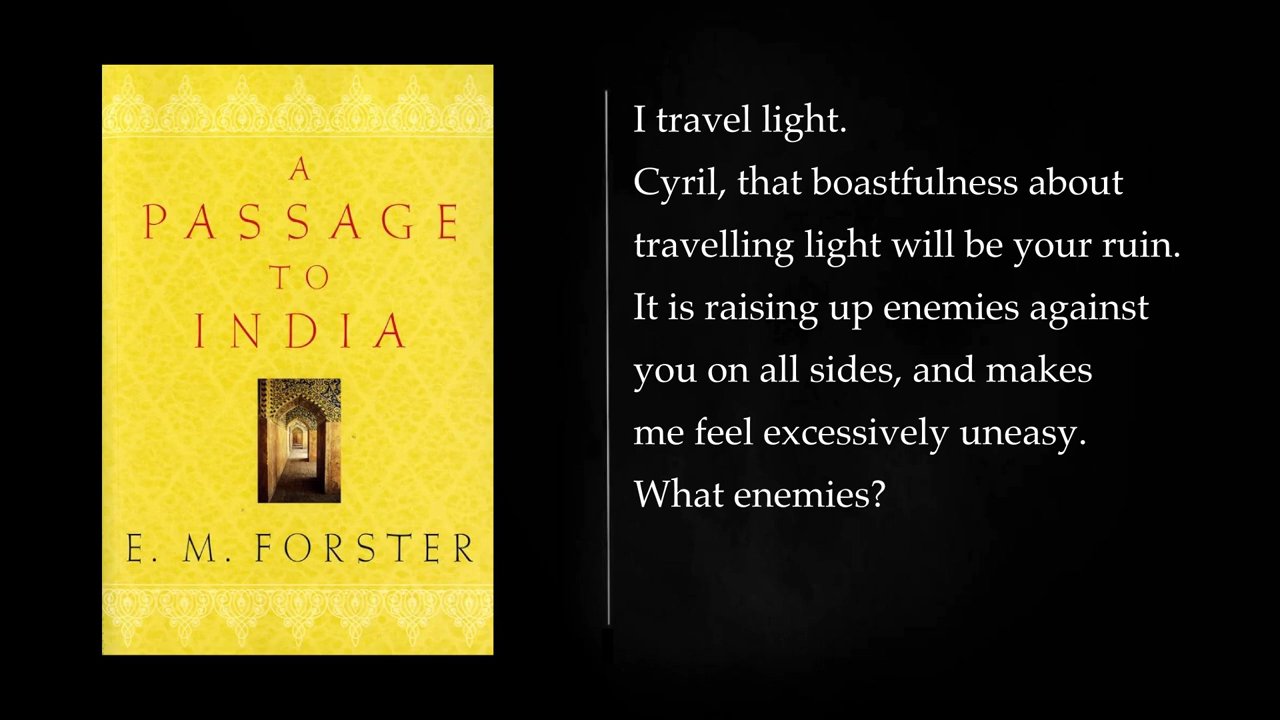 A
PASSAGE
TO
INDIA
E. M. FORSTER
I travel light.
Cyril, that boastfulness about
travelling light will be your ruin.
It is raising up enemies against
you on all sides, and makes
me feel excessively uneasy.
What enemies?